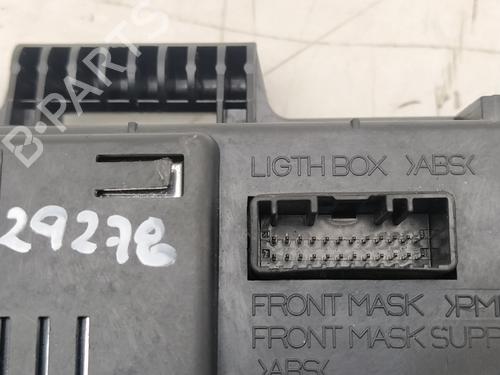 B-PARTS
LIGTH BOX >ABS<
29278
FRONT MASK >PM
FRONT MASK SUPP
>ABS<